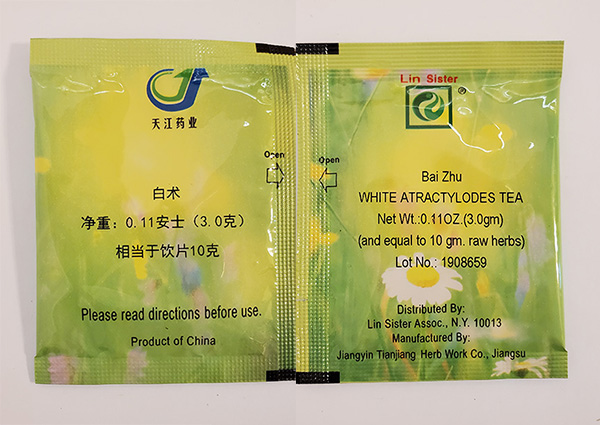 天江药业
Open
白术
净重：0.11安士（3.0克）
相当于饮片10克
Please read directions before use.
Product of China
Lin Sister
®
Open
Bai Zhu
WHITE ATRACTYLODES TEA
Net Wt.:0.11OZ.(3.0gm)
(and equal to 10 gm. raw herbs)
Lot No.: 1908659
Distributed By:
Lin Sister Assoc., N.Y. 10013
Manufactured By:
Jiangyin Tianjiang Herb Work Co., Jiangsu